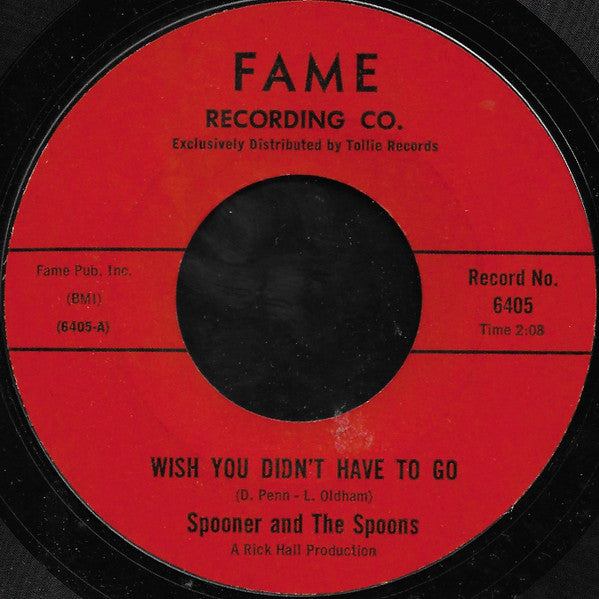 FAME
RECORDING CO.
Exclusively Distributed by Tollie Records
Fame Pub. Inc.
(BMI)
(6405-A)
Record No.
6405
Time 2:08
WISH YOU DIDN'T HAVE TO GO
(D. Penn - L. Oldham)
Spooner and The Spoons
A Rick Hall Production